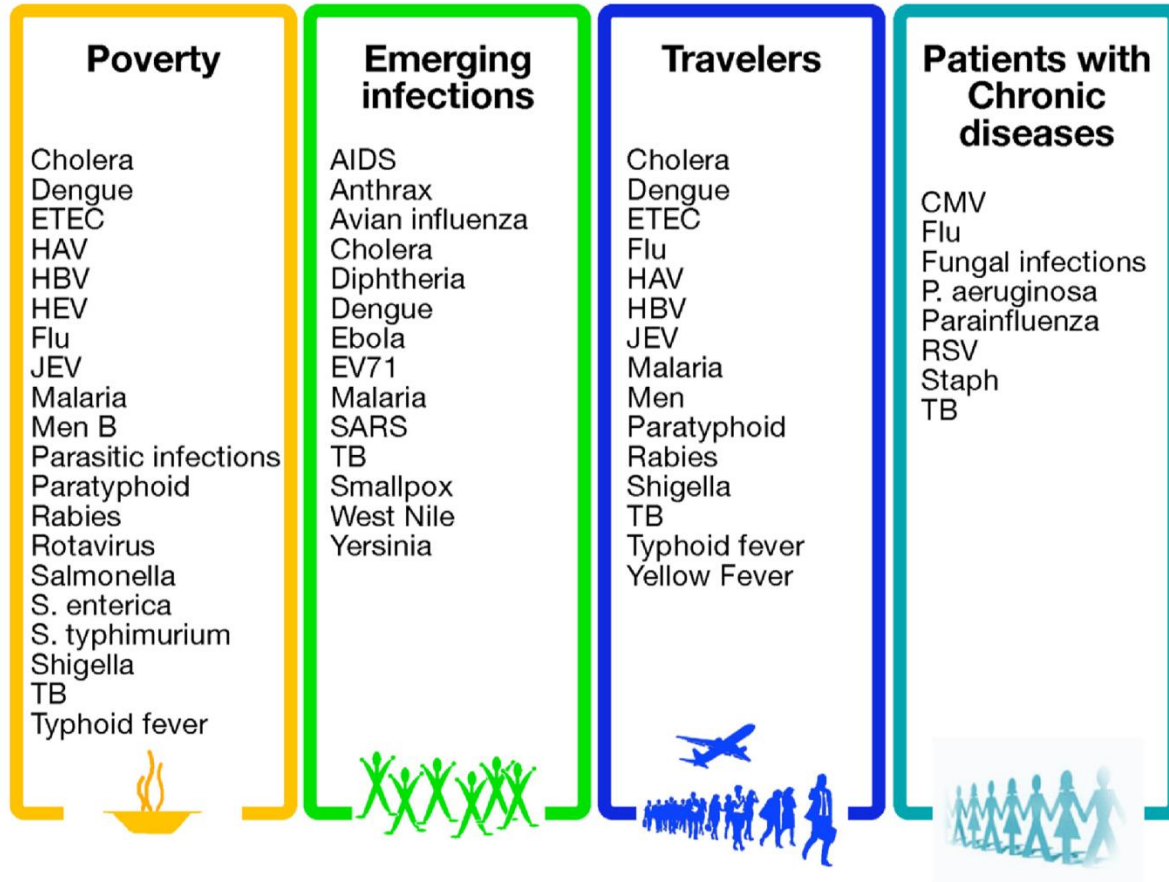 Poverty
Cholera
Dengue
ETEC
HAV
HBV
HEV
Flu
JEV
Malaria
Men B
Parasitic infections
Paratyphoid
Rabies
Rotavirus
Salmonella
S. enterica
S. typhimurium
Shigella
TB
Typhoid fever
Emerging
infections
AIDS
Anthrax
Avian influenza
Cholera
Diphtheria
Dengue
Ebola
EV71
Malaria
SARS
TB
Smallpox
West Nile
Yersinia
Travelers
Cholera
Dengue
ETEC
Flu
HAV
HBV
JEV
Malaria
Men
Paratyphoid
Rabies
Shigella
TB
Typhoid fever
Yellow Fever
Patients with
Chronic
diseases
CMV
Flu
Fungal infections
P. aeruginosa
Parainfluenza
RSV
Staph
TB